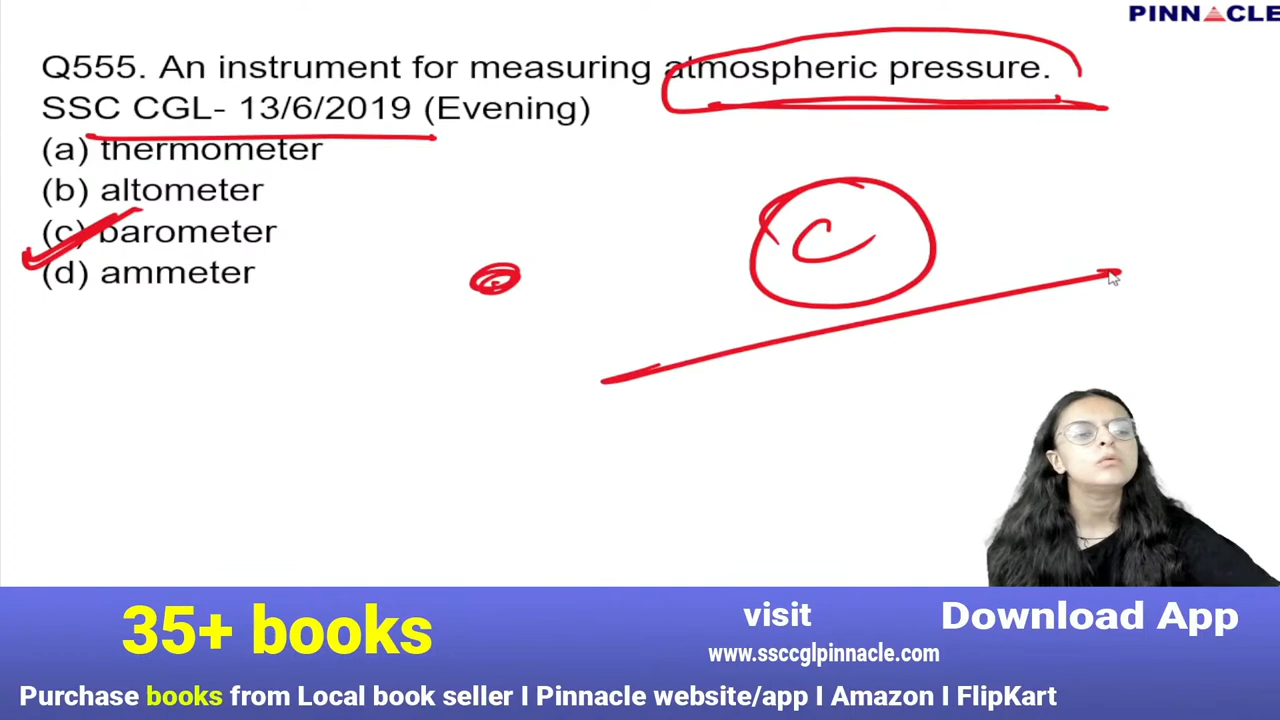 PINNACLE
Q555. An instrument for measuring atmospheric pressure.
SSC CGL- 13/6/2019 (Evening)
(a) thermometer
(b) altometer
(c) barometer
(d) ammeter
C
35+ books
visit
www.ssccglpinnacle.com
Download App
Purchase books from Local book seller I Pinnacle website/app I Amazon I FlipKart